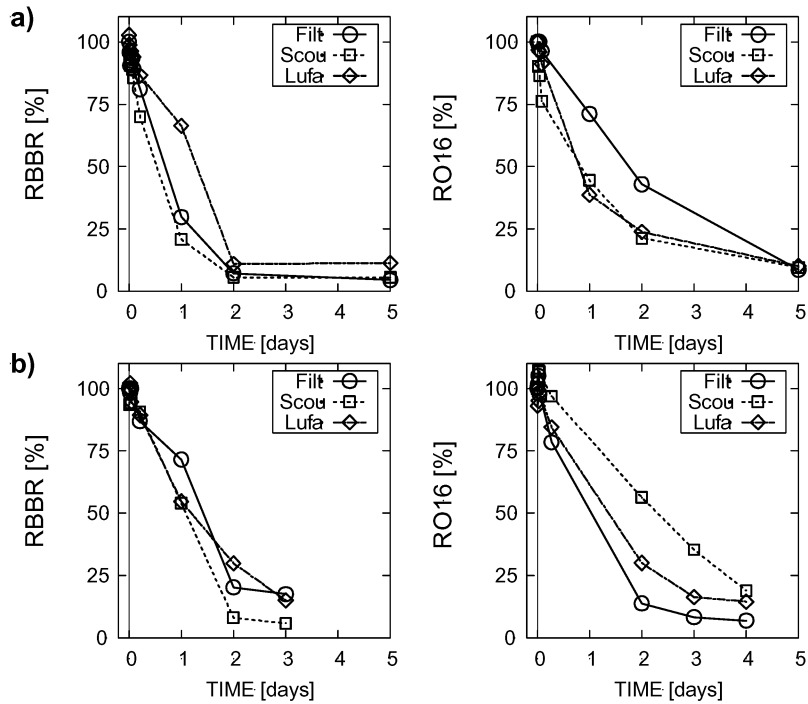 a)
RBBR [%]
100
75
50
25
0
Filt
Scou
Lufa
0 1 2 3 4 5
TIME [days]
RO16 [%]
100
75
50
25
0
Filt
Scou
Lufa
0 1 2 3 4 5
TIME [days]
b)
RBBR [%]
100
75
50
25
0
Filt
Scou
Lufa
0 1 2 3 4 5
TIME [days]
RO16 [%]
100
75
50
25
0
Filt
Scou
Lufa
0 1 2 3 4 5
TIME [days]